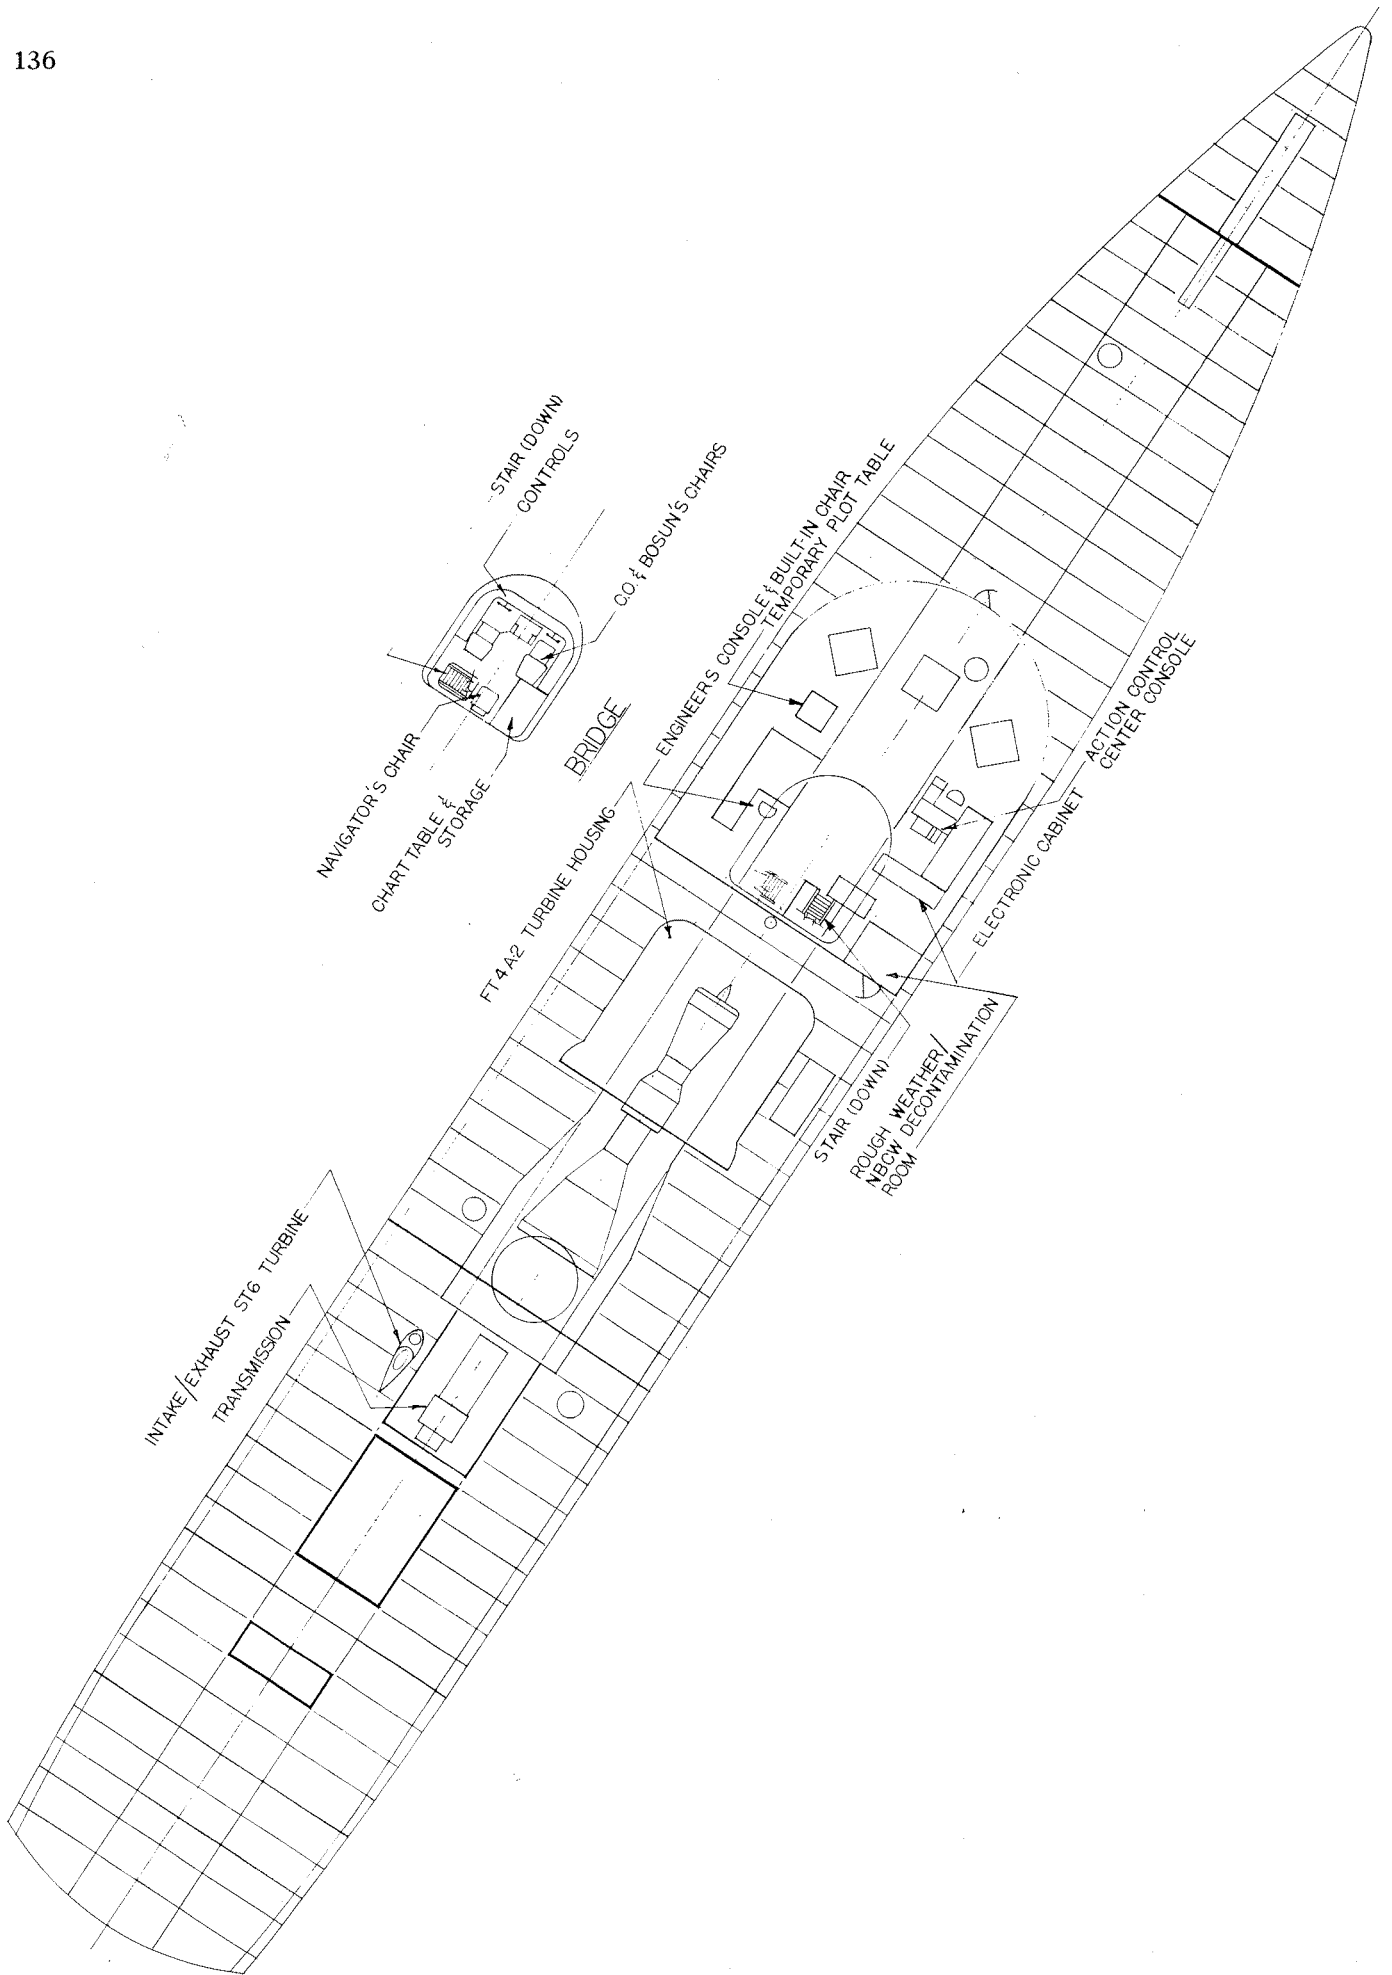 136
STAIR (DOWN)
CONTROLS
C.O. & BOSUN'S CHAIRS
NAVIGATOR'S CHAIR
CHART TABLE &
STORAGE
BRIDGE
ENGINEERS CONSOLE & BUILT-IN CHAIR
TEMPORARY PLOT TABLE
FT 4 A-2 TURBINE HOUSING
ACTION CONTROL
CENTER CONSOLE
ELECTRONIC CABINET
STAIR (DOWN)
ROUGH WEATHER/
NBCW DECONTAMINATION
ROOM
INTAKE/EXHAUST ST6 TURBINE
TRANSMISSION